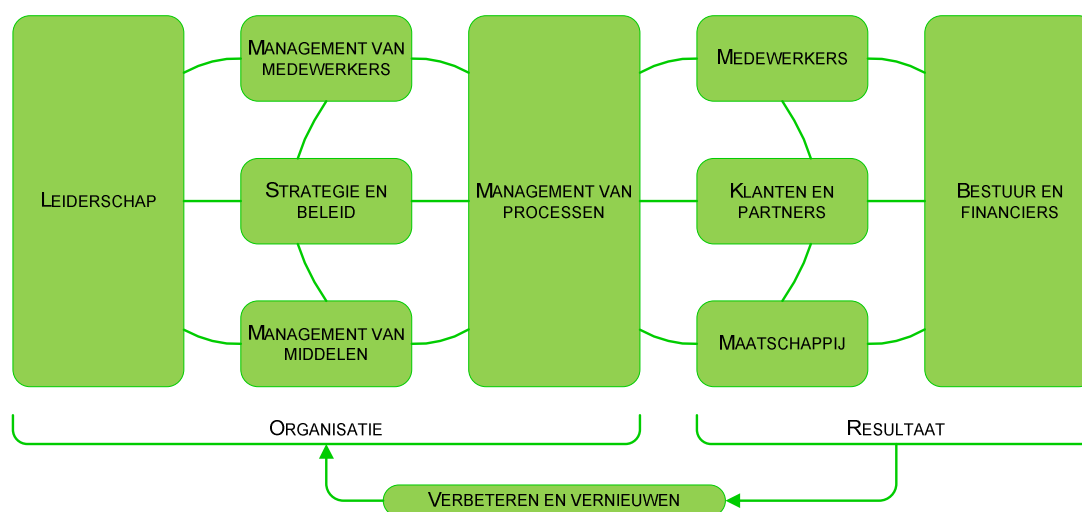 LEIDERSCHAP
MANAGEMENT VAN
MEDEWERKERS
STRATEGIE EN
BELEID
MANAGEMENT VAN
MIDDELEN
MANAGEMENT VAN
PROCESSEN
MEDEWERKERS
KLANTEN EN
PARTNERS
MAATSCHAPPIJ
BESTUUR EN
FINANCIERS
ORGANISATIE
RESULTAAT
VERBETEREN EN VERNIEUWEN